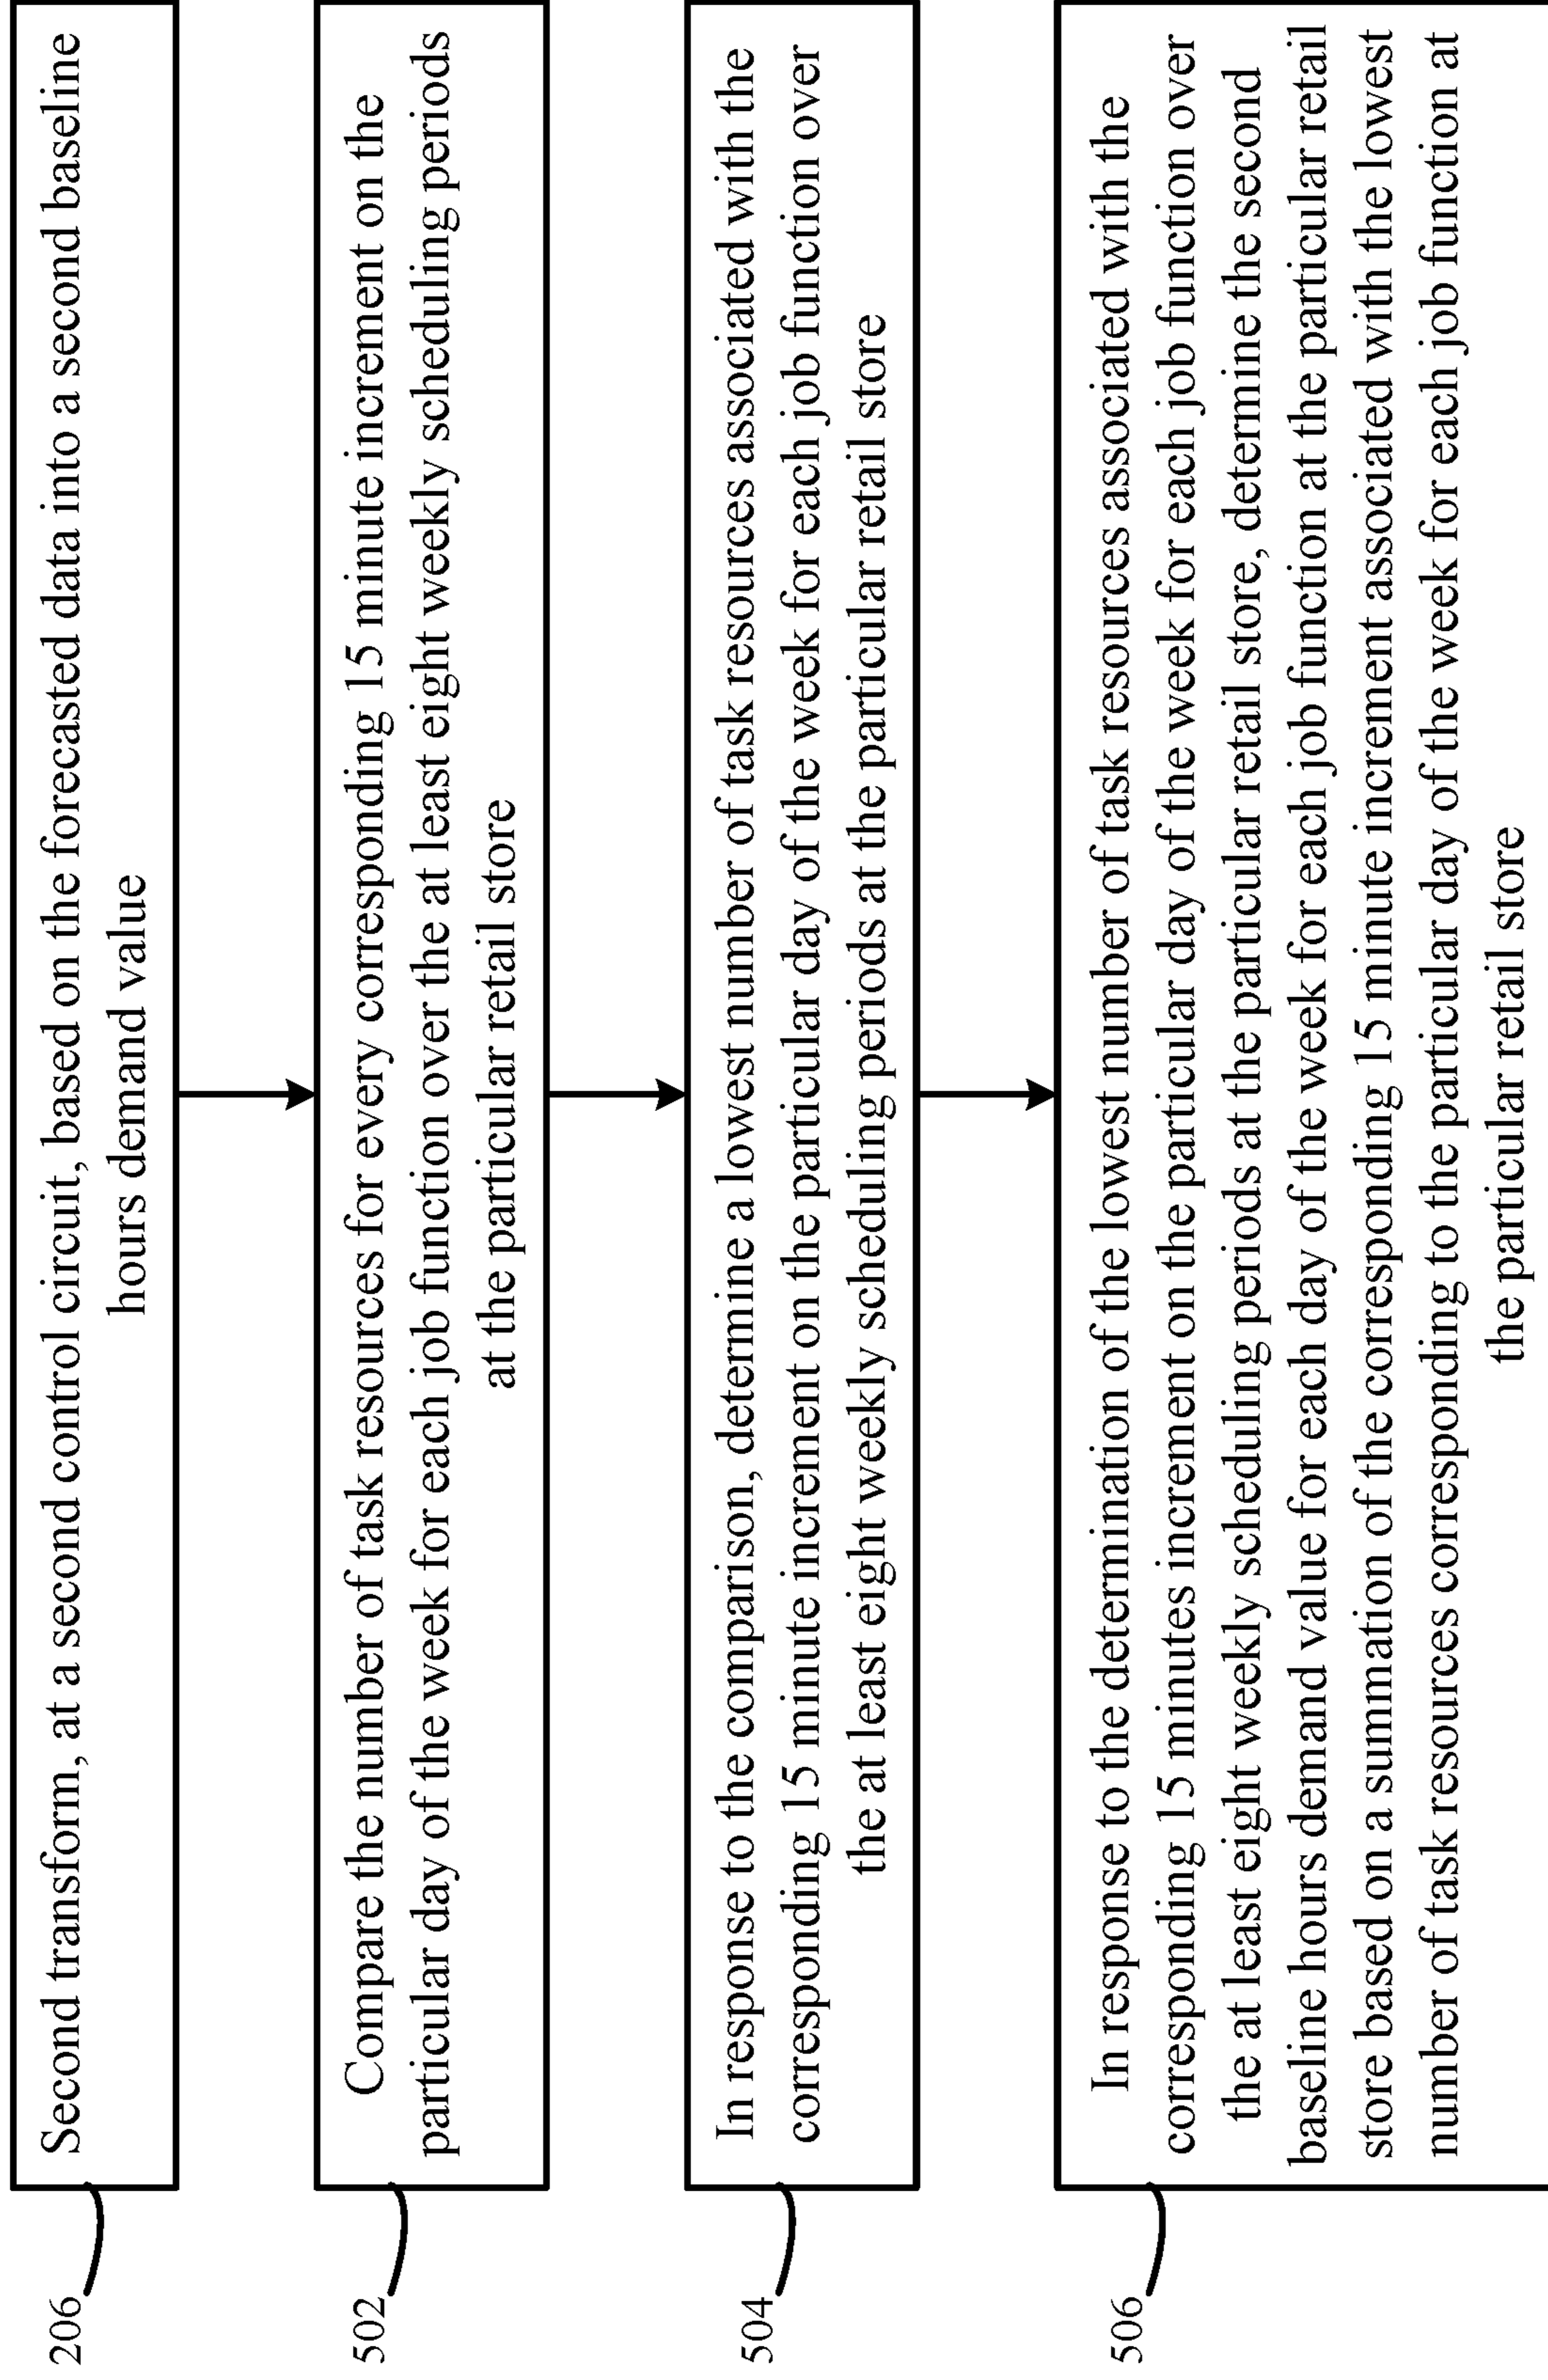 206
Second transform, at a second control circuit, based on the forecasted data into a second baseline
hours demand value
502
Compare the number of task resources for every corresponding 15 minute increment on the
particular day of the week for each job function over the at least eight weekly scheduling periods
at the particular retail store
504
In response to the comparison, determine a lowest number of task resources associated with the
corresponding 15 minute increment on the particular day of the week for each job function over
the at least eight weekly scheduling periods at the particular retail store
506
In response to the determination of the lowest number of task resources associated with the
corresponding 15 minutes increment on the particular day of the week for each job function over
the at least eight weekly scheduling periods at the particular retail store, determine the second
baseline hours demand value for each day of the week for each job function at the particular retail
store based on a summation of the corresponding 15 minute increment associated with the lowest
number of task resources corresponding to the particular day of the week for each job function at
the particular retail store